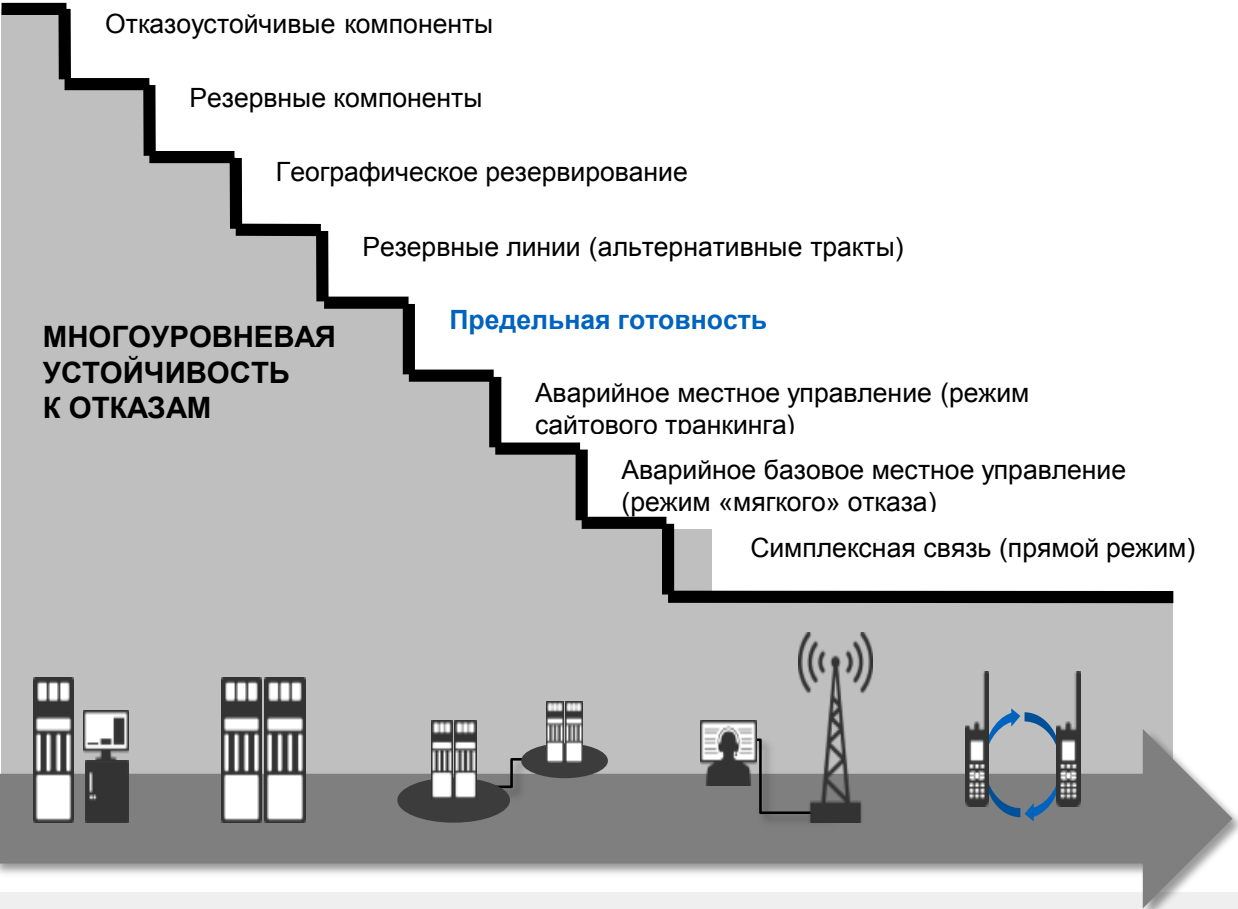 Отказоустойчивые компоненты
Резервные компоненты
Географическое резервирование
Резервные линии (альтернативные тракты)
Предельная готовность
МНОГОУРОВНЕВАЯ
УСТОЙЧИВОСТЬ
К ОТКАЗАМ
Аварийное местное управление (режим
сайтового транкинга)
Аварийное базовое местное управление
(режим «мягкого» отказа)
Симплексная связь (прямой режим)